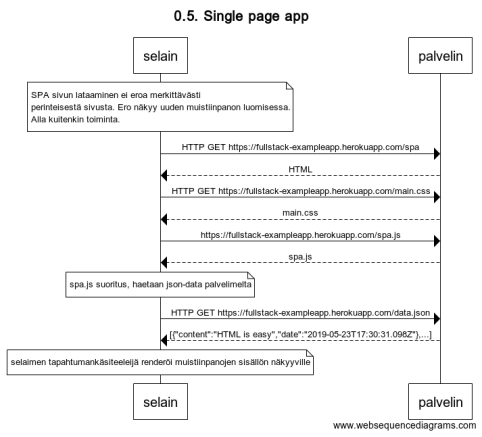 0.5. Single page app
selain
palvelin
SPA sivun lataaminen ei eroa merkittävästi
perinteisestä sivusta. Ero näkyy uuden muistiinpanon luomisessa.
Alla kuitenkin toiminta.
HTTP GET https://fullstack-exampleapp.herokuapp.com/spa
HTML
HTTP GET https://fullstack-exampleapp.herokuapp.com/main.css
main.css
https://fullstack-exampleapp.herokuapp.com/spa.js
spa.js
spa.js suoritus, haetaan json-data palvelimelta
HTTP GET https://fullstack-exampleapp.herokuapp.com/data.json
[{"content":"HTML is easy","date":"2019-05-23T17:30:31.098Z"},...]
selaimen tapahtumankäsiteelijä renderöi muistiinpanojen sisällön näkyville
selain
palvelin
www.websequencediagrams.com